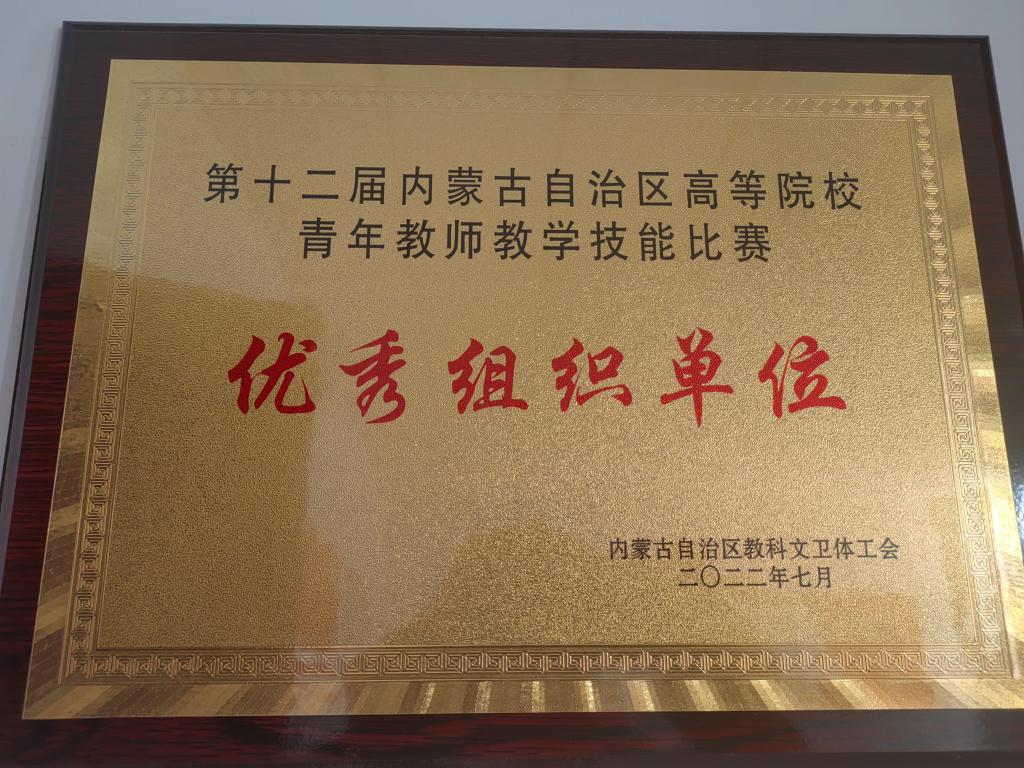 第十二届内蒙古自治区高等院校
青年教师教学技能比赛
优秀组织单位
内蒙古自治区教科文卫体工会
二〇二二年七月